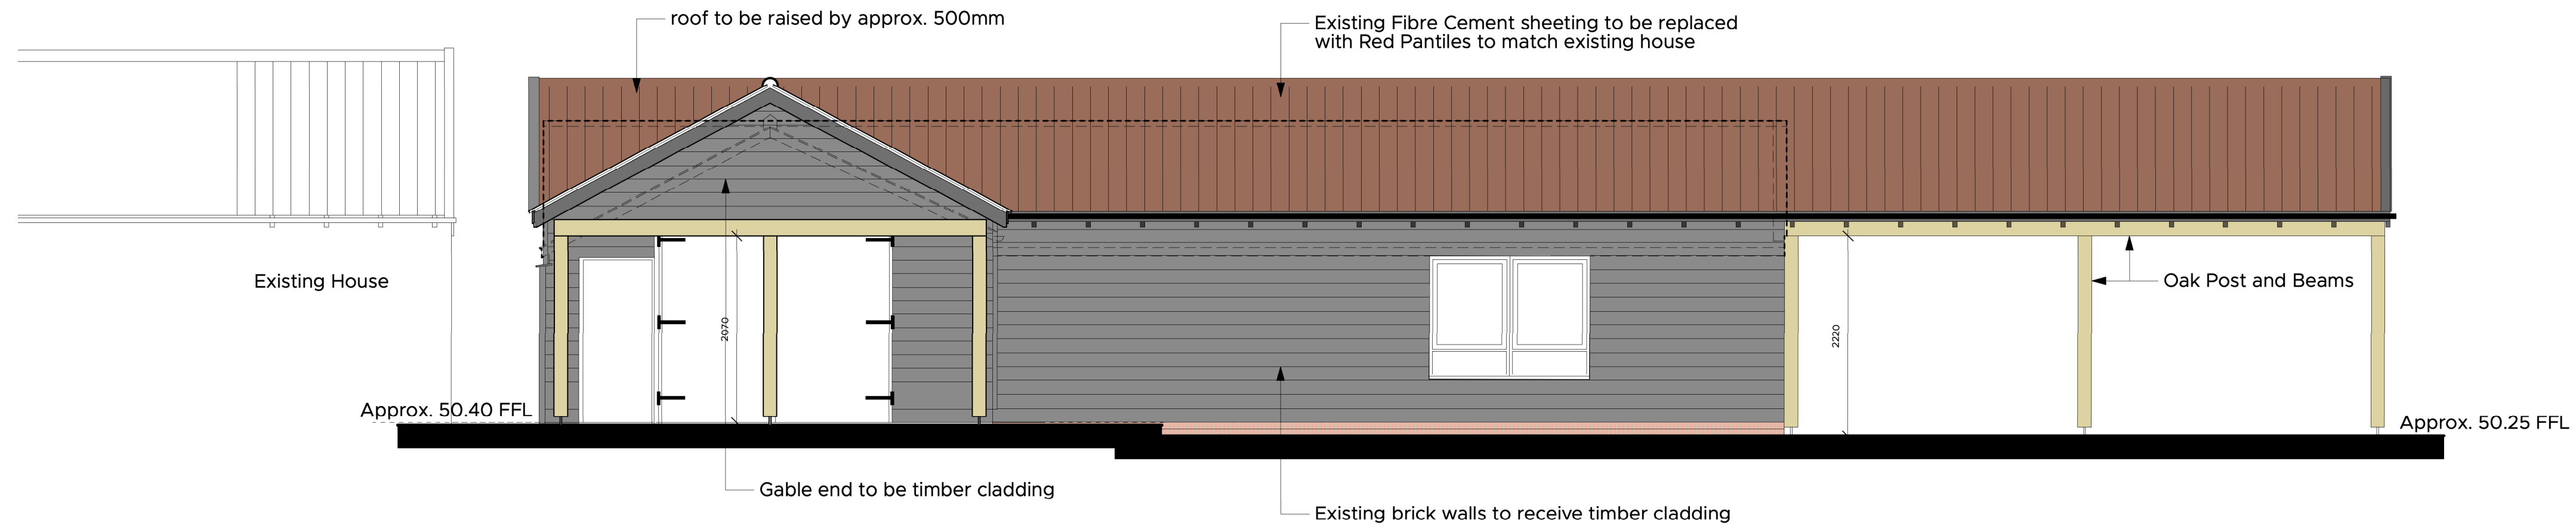 roof to be raised by approx. 500mm
Existing Fibre Cement sheeting to be replaced
with Red Pantiles to match existing house
Existing House
Oak Post and Beams
2070
2220
Approx. 50.40 FFL
Approx. 50.25 FFL
Gable end to be timber cladding
Existing brick walls to receive timber cladding